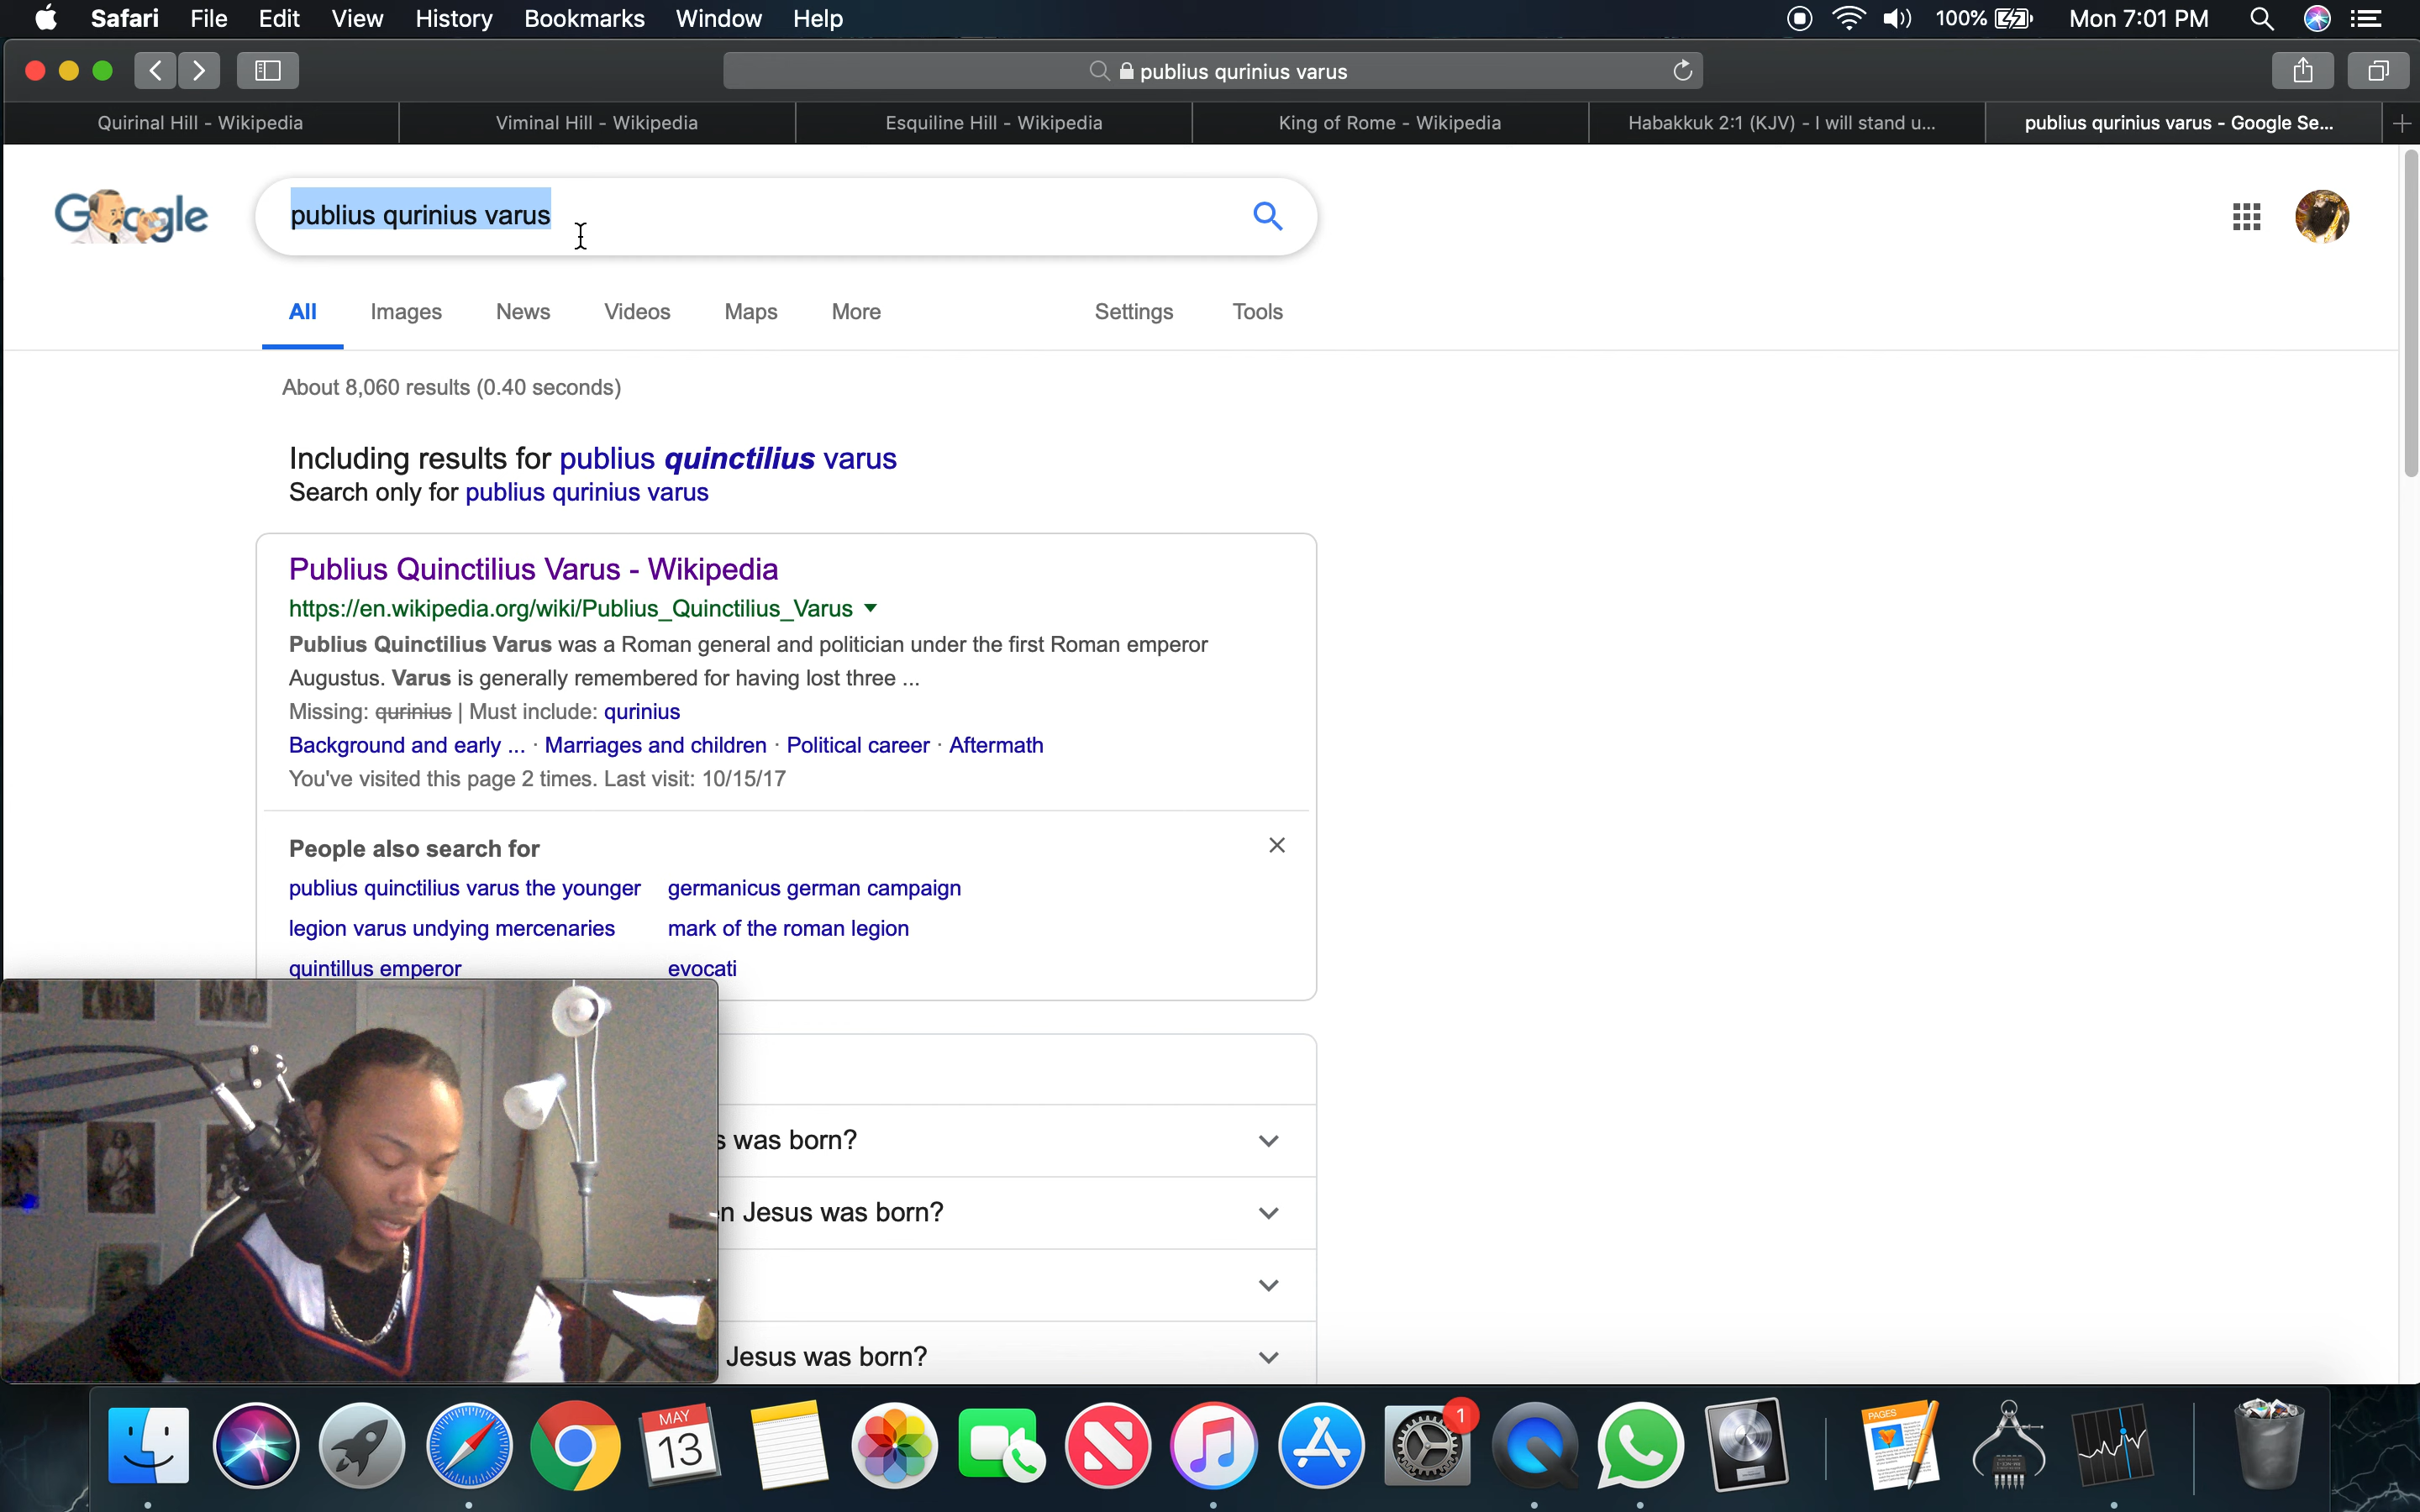 Safari File Edit View History Bookmarks Window Help 100% Mon 7:01 PM
publius qurinius varus
Quirinal Hill - Wikipedia Viminal Hill - Wikipedia Esquiline Hill - Wikipedia King of Rome - Wikipedia Habakkuk 2:1 (KJV) - I will stand u... publius qurinius varus - Google Se...
Google publius qurinius varus
All Images News Videos Maps More Settings Tools
About 8,060 results (0.40 seconds)
Including results for publius quinctilius varus
Search only for publius qurinius varus
Publius Quinctilius Varus - Wikipedia
https://en.wikipedia.org/wiki/Publius_Quinctilius_Varus
Publius Quinctilius Varus was a Roman general and politician under the first Roman emperor
Augustus. Varus is generally remembered for having lost three ...
Missing: qurinius | Must include: qurinius
Background and early ... · Marriages and children · Political career · Aftermath
You've visited this page 2 times. Last visit: 10/15/17
People also search for
publius quinctilius varus the younger germanicus german campaign
legion varus undying mercenaries mark of the roman legion
quintillus emperor evocati
s was born?
n Jesus was born?
Jesus was born?
MAY
13
1
PAGES